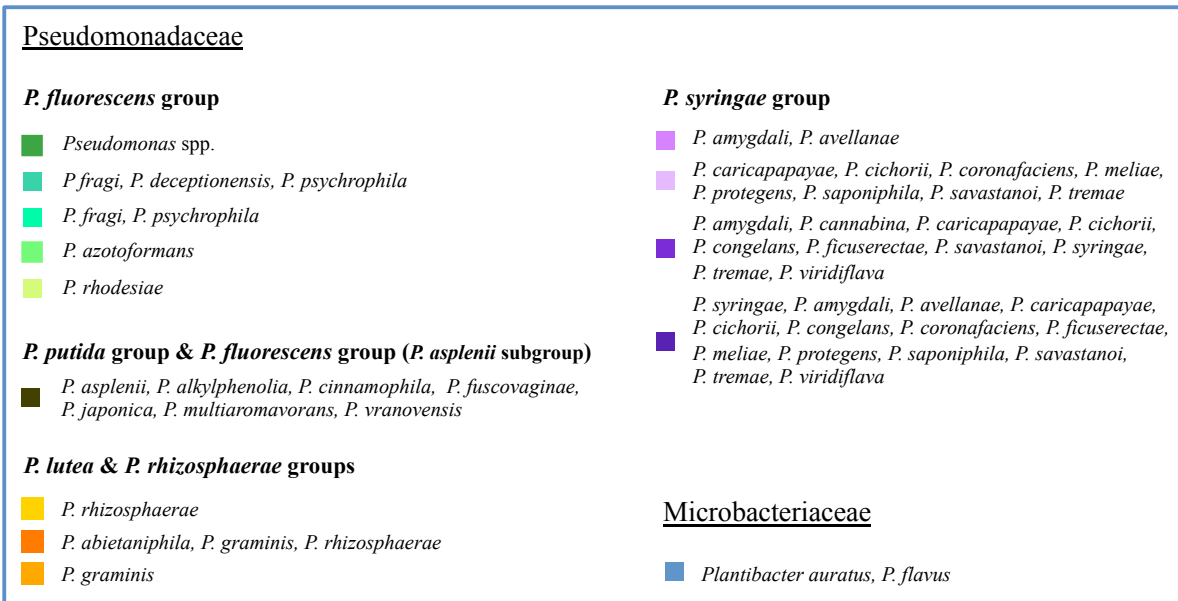 Pseudomonadaceae
P. fluorescens group
Pseudomonas spp.
P fragi, P. deceptionensis, P. psychrophila
P. fragi, P. psychrophila
P. azotoformans
P. rhodesiae
P. putida group & P. fluorescens group (P. asplenii subgroup)
P. asplenii, P. alkylphenolia, P. cinnamophila, P. fuscovaginae,
P. japonica, P. multiaromavorans, P. vranovensis
P. lutea & P. rhizosphaerae groups
P. rhizosphaerae
P. abietaniphila, P. graminis, P. rhizosphaerae
P. graminis
P. syringae group
P. amygdali, P. avellanae
P. caricapapayae, P. cichorii, P. coronafaciens, P. meliae,
P. protegens, P. saponiphila, P. savastanoi, P. tremae
P. amygdali, P. cannabina, P. caricapapayae, P. cichorii,
P. congelans, P. ficuserectae, P. savastanoi, P. syringae,
P. tremae, P. viridiflava
P. syringae, P. amygdali, P. avellanae, P. caricapapayae,
P. cichorii, P. congelans, P. coronafaciens, P. ficuserectae,
P. meliae, P. protegens, P. saponiphila, P. savastanoi,
P. tremae, P. viridiflava
Microbacteriaceae
Plantibacter auratus, P. flavus